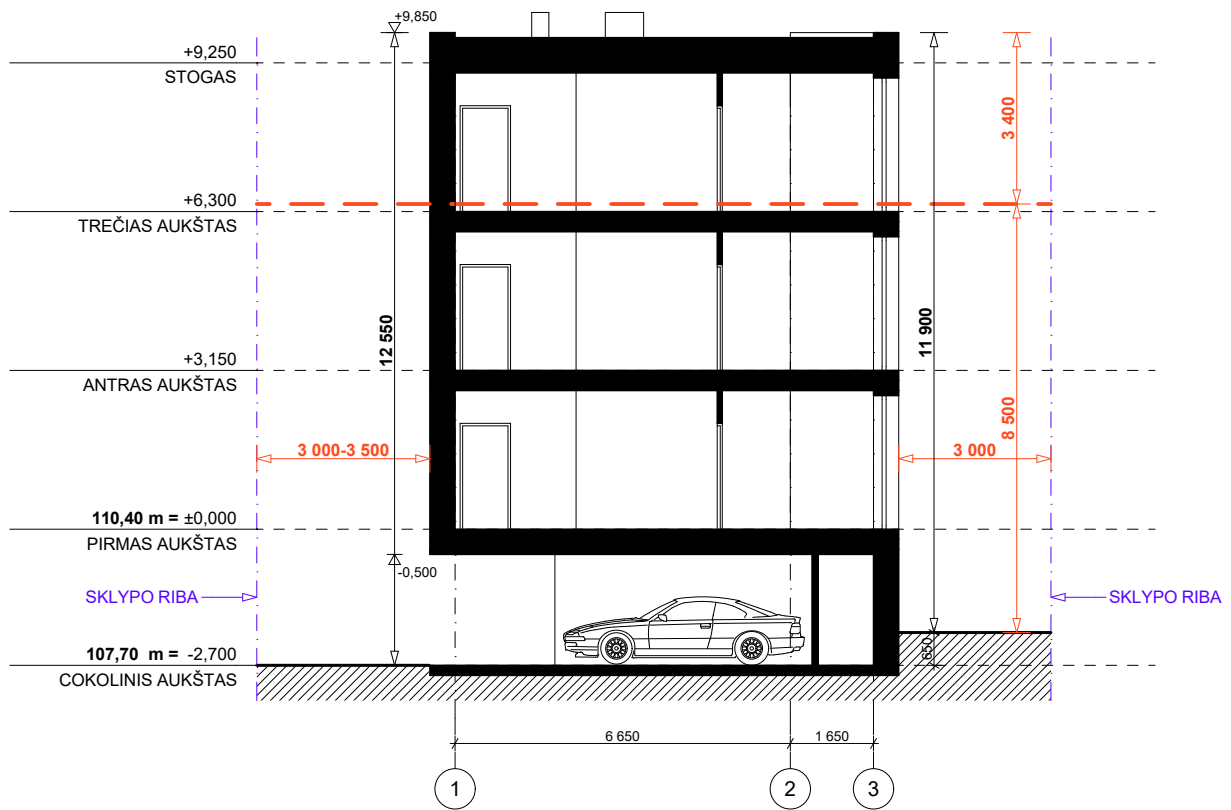 +9,850
+9,250
STOGAS
3 400
+6,300
TREČIAS AUKŠTAS
12 550
11 900
+3,150
ANTRAS AUKŠTAS
8 500
3 000-3 500
3 000
110,40 m = ±0,000
PIRMAS AUKŠTAS
-0,500
SKLYPO RIBA
SKLYPO RIBA
650
107,70 m = -2,700
COKOLINIS AUKŠTAS
6 650
1 650
1
2
3